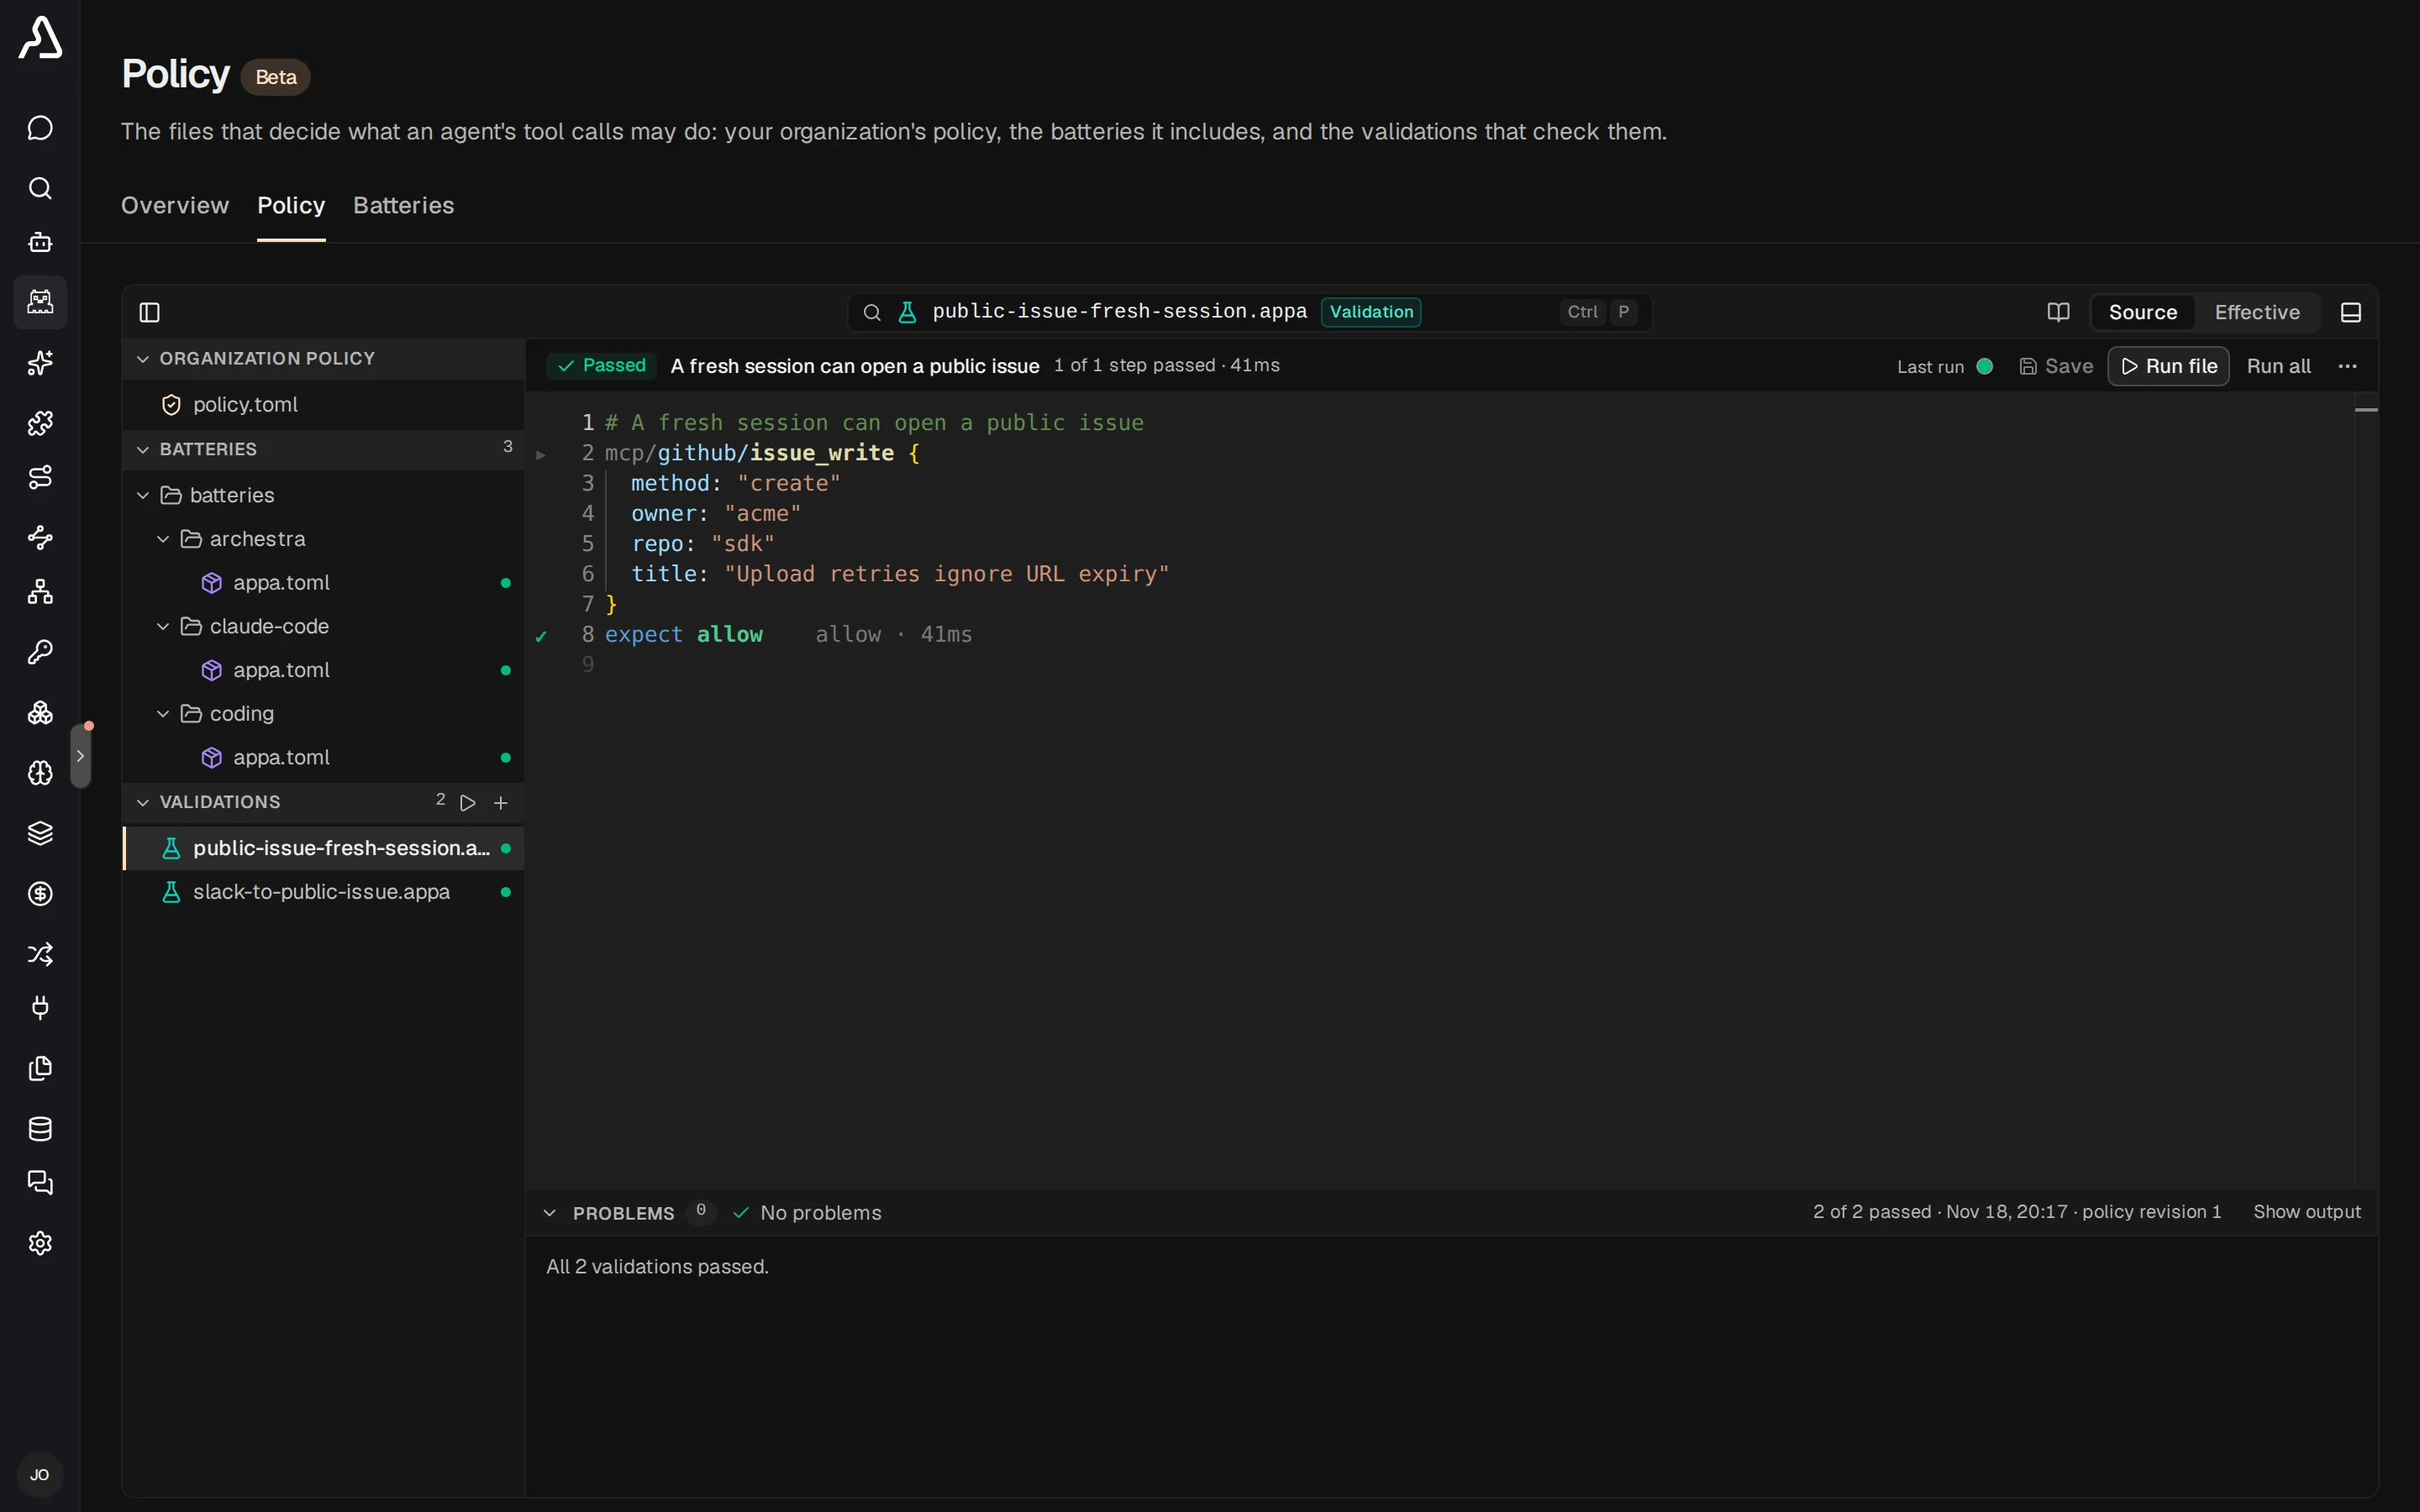 Policy Beta
The files that decide what an agent's tool calls may do: your organization's policy, the batteries it includes, and the validations that check them.
Overview Policy Batteries
public-issue-fresh-session.appa Validation Ctrl P
Source Effective
ORGANIZATION POLICY
policy.toml
BATTERIES 3
batteries
archestra
appa.toml
claude-code
appa.toml
coding
appa.toml
VALIDATIONS 2
public-issue-fresh-session.a...
slack-to-public-issue.appa
Passed A fresh session can open a public issue 1 of 1 step passed · 41ms
Last run Save Run file Run all
1 # A fresh session can open a public issue
2 mcp/github/issue_write {
3 method: "create"
4 owner: "acme"
5 repo: "sdk"
6 title: "Upload retries ignore URL expiry"
7 }
8 expect allow allow · 41ms
9
PROBLEMS 0 No problems
2 of 2 passed · Nov 18, 20:17 · policy revision 1 Show output
All 2 validations passed.
JO